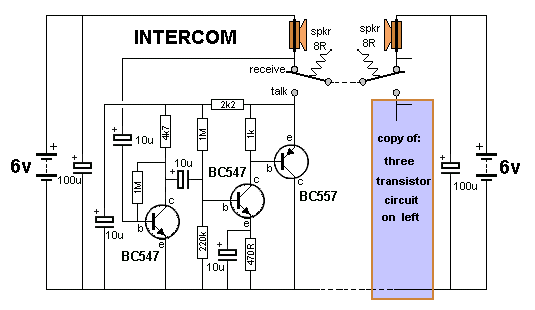 INTERCOM
spkr
8R
spkr
8R
receive
talk
2k2
10u
4k7
1M
1k
10u
BC547
e
b
c
BC557
6v
100u
1M
c
b
e
10u
BC547
c
b
e
220k
10u
470R
copy of:
three
transistor
circuit
on left
100u
6v
+
+
+
+
+
+
+
+